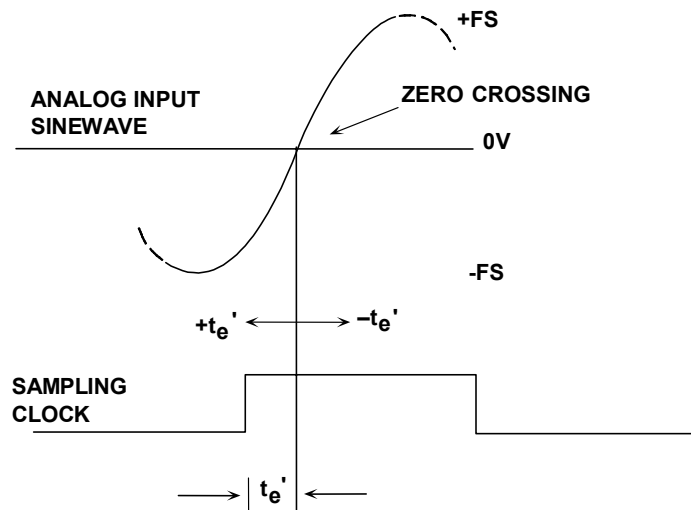 +FS
ANALOG INPUT
SINEWAVE
ZERO CROSSING
0V
-FS
+te' –te'
SAMPLING
CLOCK
te'